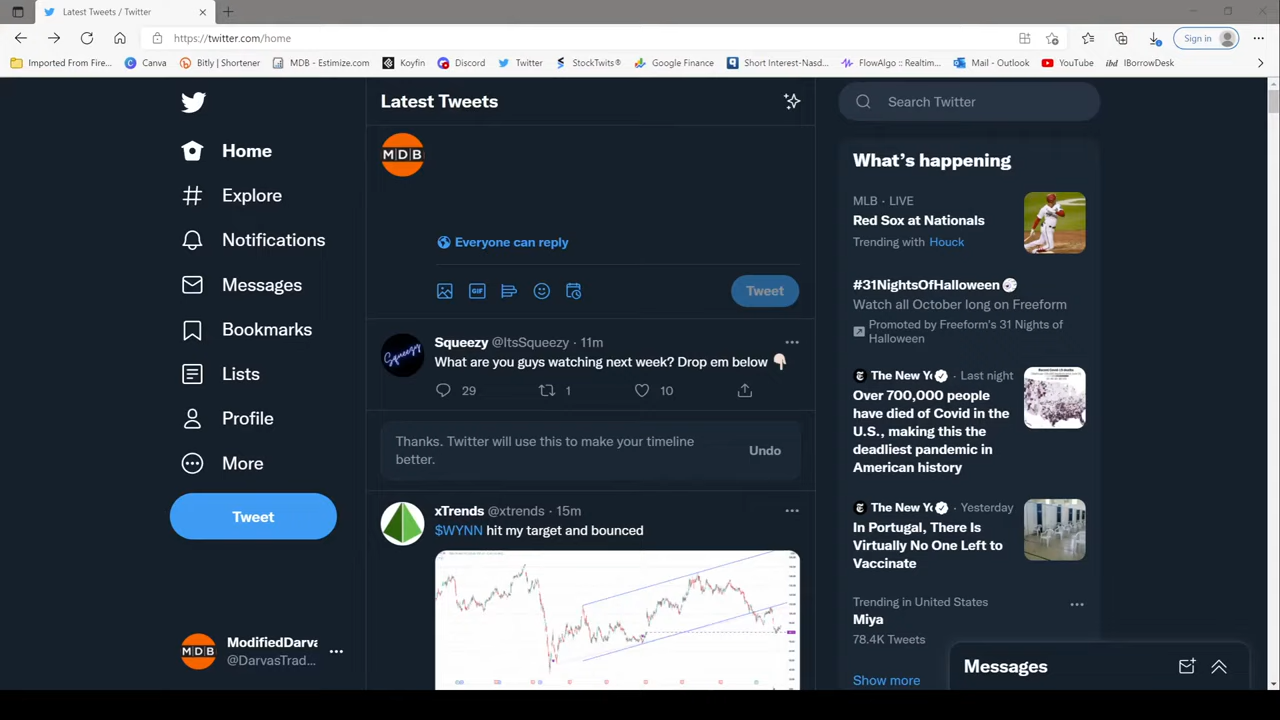 Latest Tweets / Twitter
https://twitter.com/home
Sign in
Imported From Fire...
Canva
Bitly | Shortener
MDB - Estimize.com
Koyfin
Discord
Twitter
StockTwits®
Google Finance
Short Interest-Nasd...
FlowAlgo :: Realtim...
Mail - Outlook
YouTube
ibd IBorrowDesk
Home
Explore
Notifications
Messages
Bookmarks
Lists
Profile
More
Tweet
MDB
ModifiedDarva
@DarvasTrad...
Latest Tweets
MDB
Everyone can reply
GIF
Tweet
Squeezy
Squeezy @ItsSqueezy · 11m
What are you guys watching next week? Drop em below 👇🏻
29 1 10
Thanks. Twitter will use this to make your timeline
better.
Undo
xTrends @xtrends · 15m
$WYNN hit my target and bounced
Search Twitter
What's happening
MLB · LIVE
Red Sox at Nationals
Trending with Houck
#31NightsOfHalloween
Watch all October long on Freeform
Promoted by Freeform's 31 Nights of
Halloween
The New Yo Last night
Over 700,000 people
have died of Covid in the
U.S., making this the
deadliest pandemic in
American history
The New Yo · Yesterday
In Portugal, There Is
Virtually No One Left to
Vaccinate
Trending in United States
Miya
78.4K Tweets
Show more
Messages